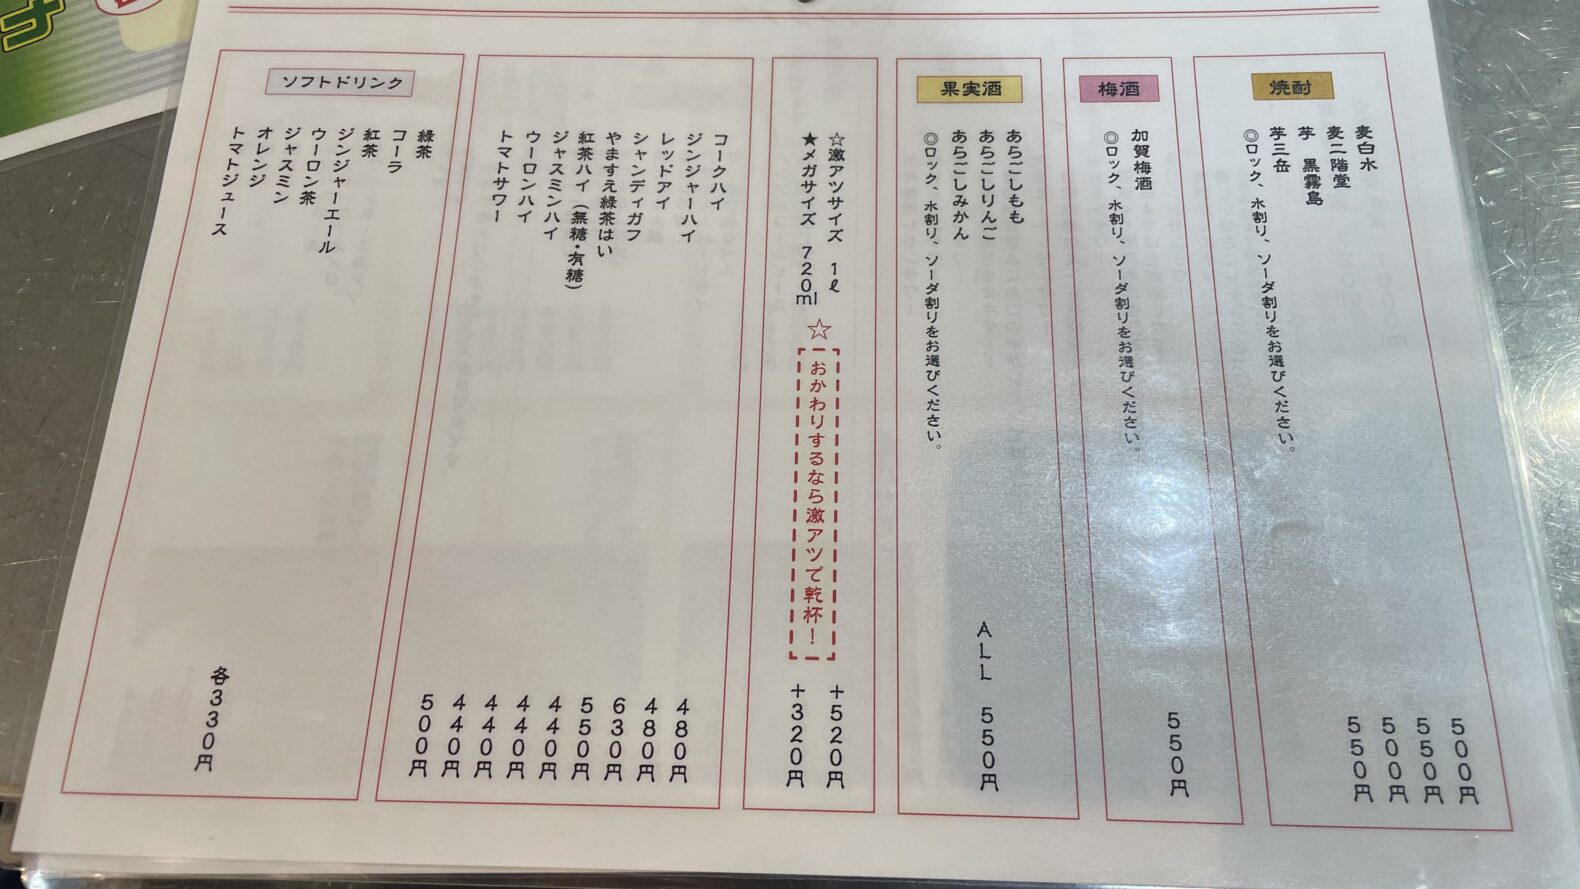 焼酎
麦白水 500円
麦二階堂 550円
芋 黒霧島 500円
芋三岳 550円
◎ロック、水割り、ソーダ割りをお選びください。
梅酒
加賀梅酒 550円
◎ロック、水割り、ソーダ割りをお選びください。
果実酒
あらごしもも
あらごしりんご ALL 550円
あらごしみかん
◎ロック、水割り、ソーダ割りをお選びください。
☆激アツサイズ 1ℓ +520円
★メガサイズ 720ml +320円
☆おかわりするなら激アツで乾杯！
コークハイ 480円
ジンジャーハイ 480円
レッドアイ 630円
シャンディガフ 550円
やますえ緑茶はい 440円
紅茶ハイ（無糖・有糖） 440円
ジャスミンハイ 440円
ウーロンハイ 440円
トマトサワー 500円
ソフトドリンク
緑茶
コーラ
紅茶
ジンジャーエール
ウーロン茶
ジャスミン
オレンジ
トマトジュース 各330円